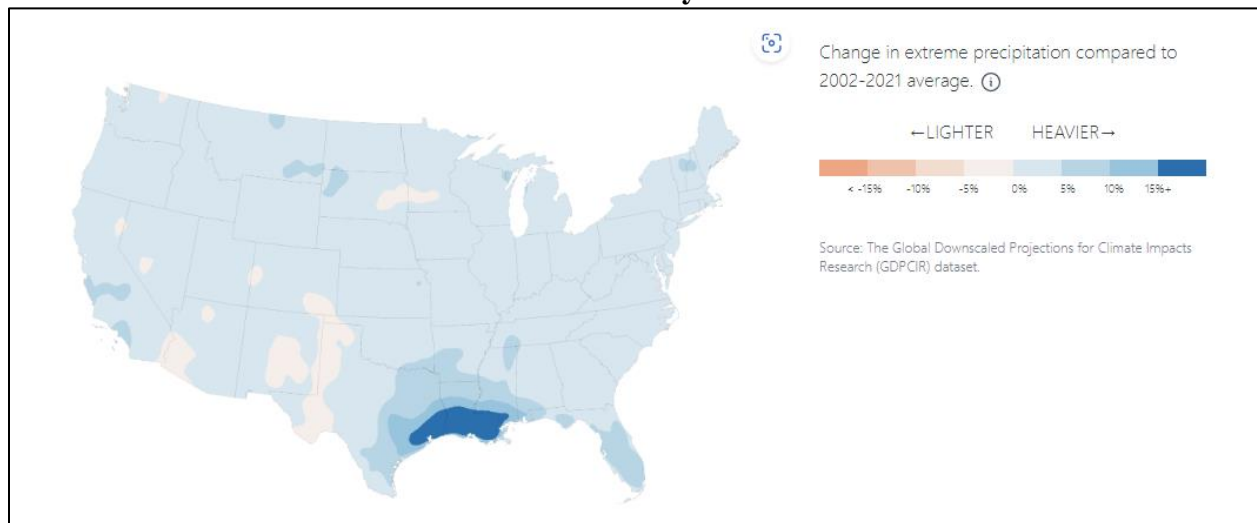 Change in extreme precipitation compared to
2002-2021 average.
←LIGHTER HEAVIER→
< -15% -10% -5% 0% 5% 10% 15%+
Source: The Global Downscaled Projections for Climate Impacts
Research (GDPCIR) dataset.